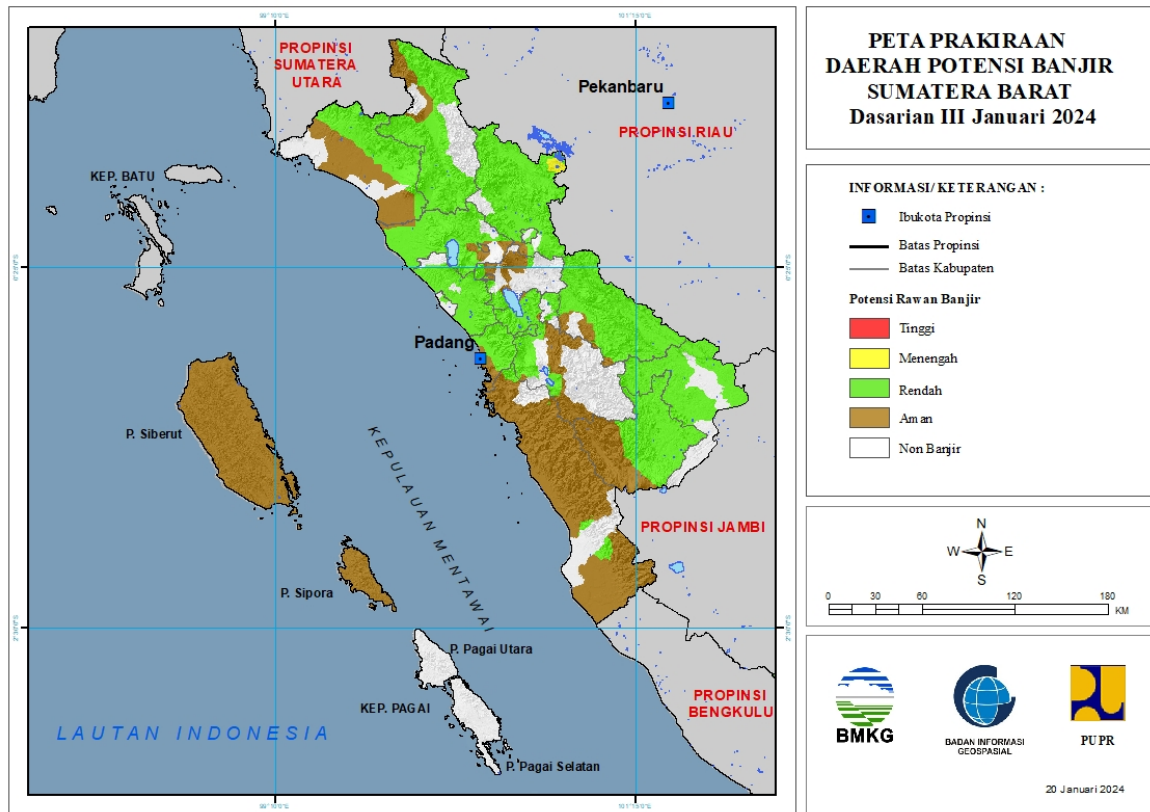 PETA PRAKIRAAN
DAERAH POTENSI BANJIR
SUMATERA BARAT
Dasarian III Januari 2024
PROPINSI
SUMATERA
UTARA
Pekanbaru
PROPINSI RIAU
KEP. BATU
Padang
P. Siberut
KEPULAUAN MENTAWAI
PROPINSI JAMBI
P. Sipora
P. Pagai Utara
KEP. PAGAI
PROPINSI
BENGKULU
LAUTAN INDONESIA
P. Pagai Selatan
INFORMASI/ KETERANGAN :
Ibukota Propinsi
Batas Propinsi
Batas Kabupaten
Potensi Rawan Banjir
Tinggi
Menengah
Rendah
Aman
Non Banjir
N
W E
S
0 30 60 120 180
KM
BMKG
BADAN INFORMASI
GEOSPASIAL
PUPR
20 Januari 2024